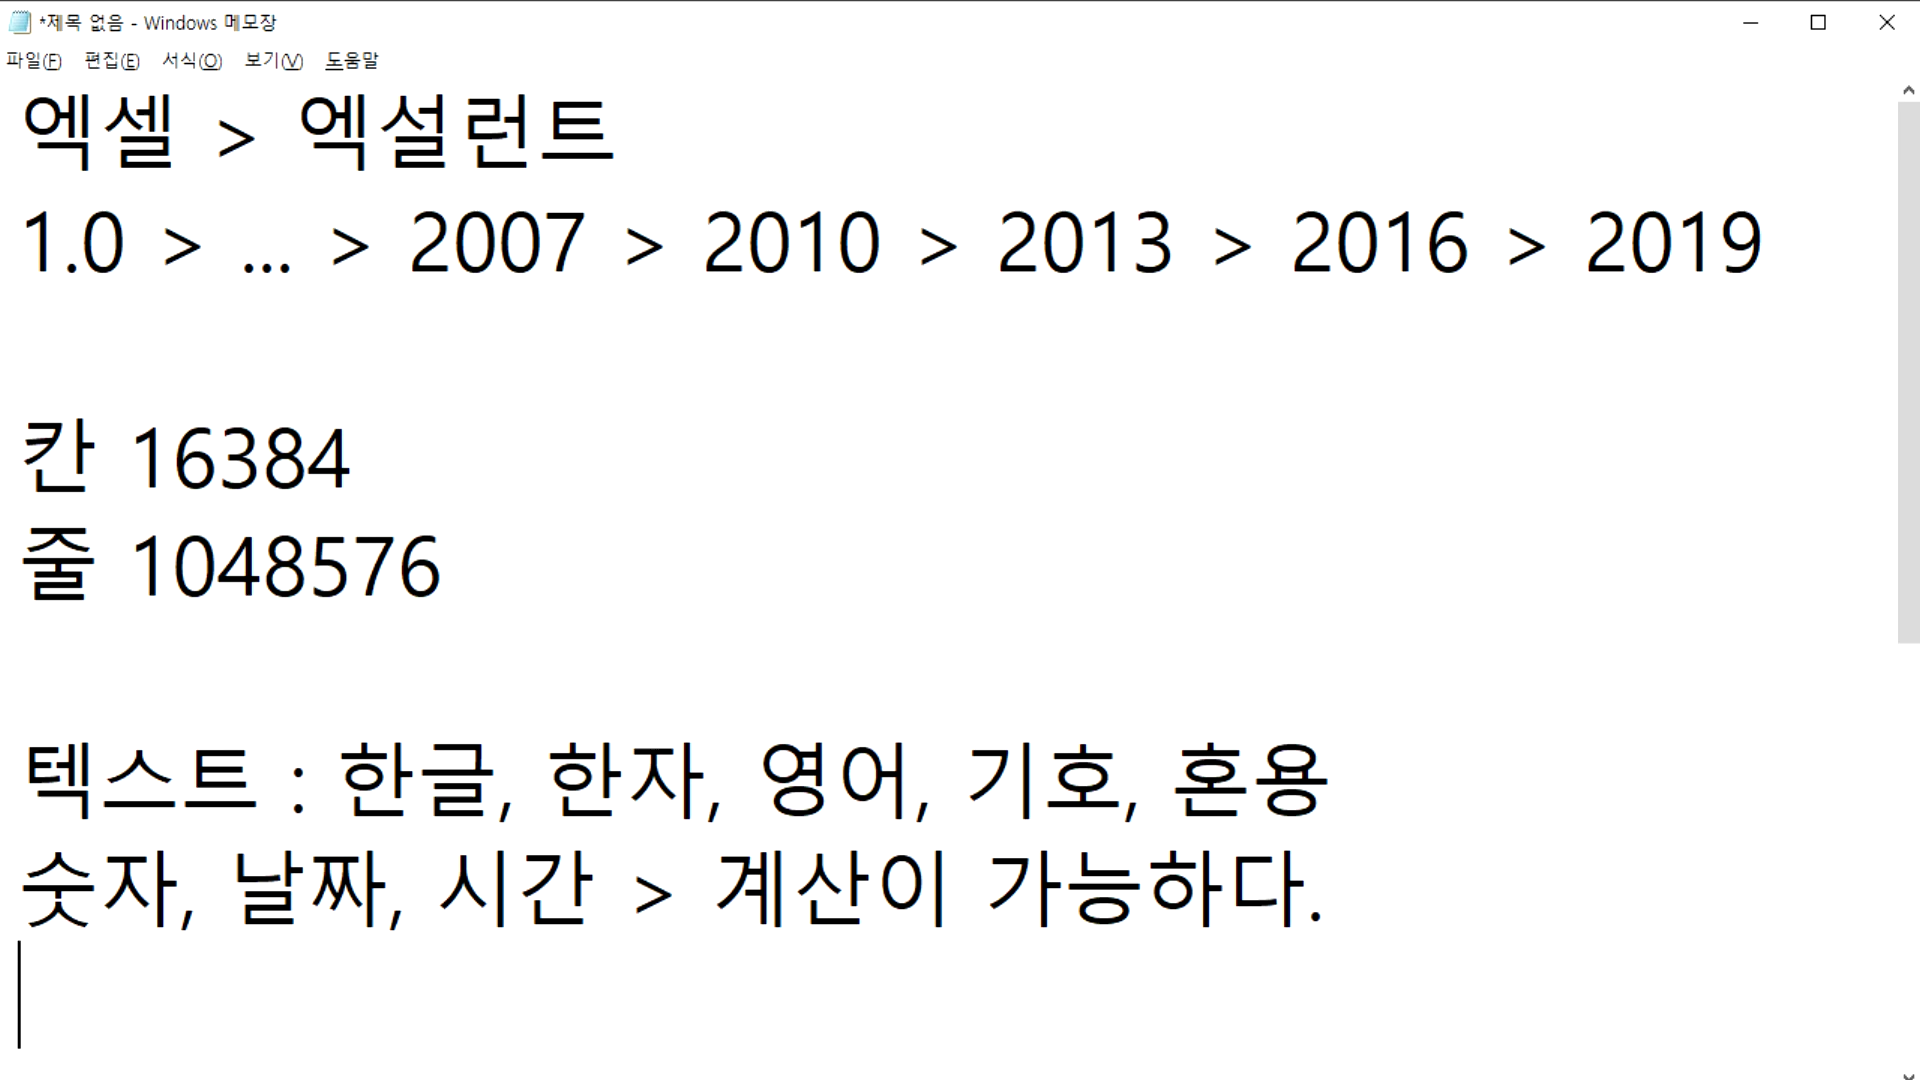 *제목 없음 - Windows 메모장
파일(F) 편집(E) 서식(O) 보기(V) 도움말
엑셀 > 엑설런트
1.0 > ... > 2007 > 2010 > 2013 > 2016 > 2019
칸 16384
줄 1048576
텍스트 : 한글, 한자, 영어, 기호, 혼용
숫자, 날짜, 시간 > 계산이 가능하다.